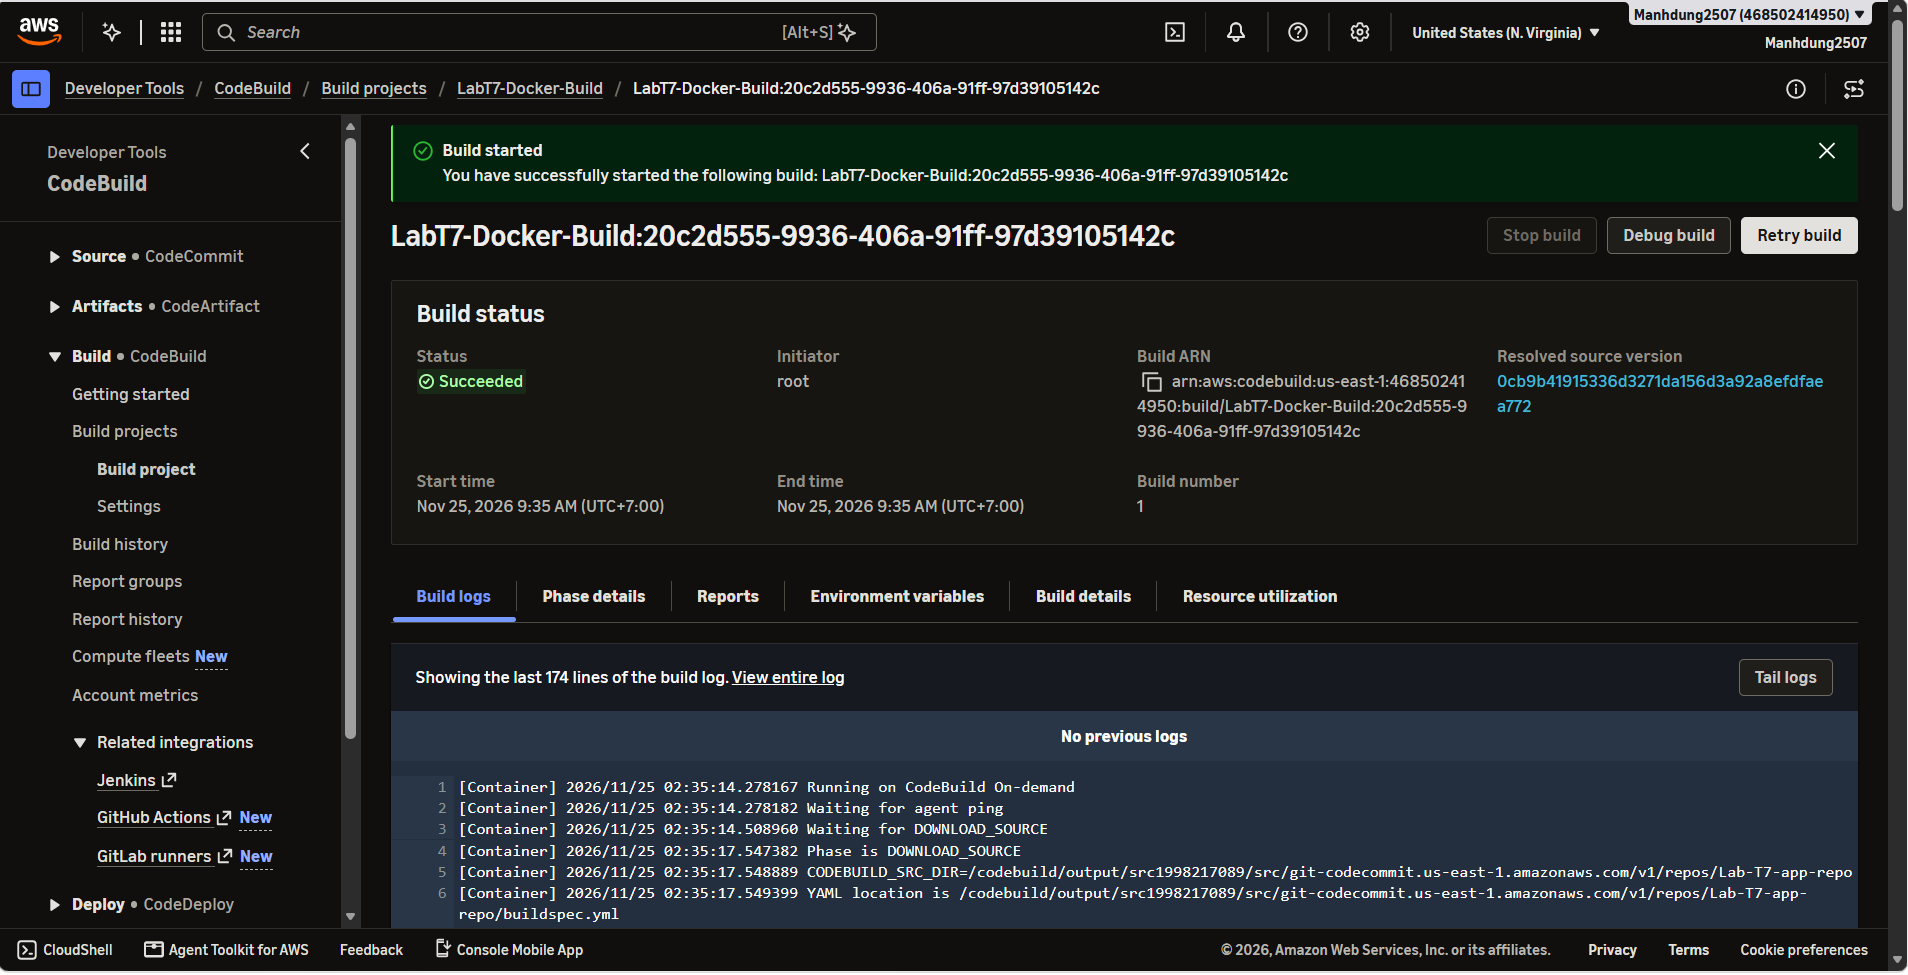 aws
Search
[Alt+S]
United States (N. Virginia)
Manhdung2507 (468502414950)
Manhdung2507
Developer Tools / CodeBuild / Build projects / LabT7-Docker-Build / LabT7-Docker-Build:20c2d555-9936-406a-91ff-97d39105142c
Developer Tools
CodeBuild
Source • CodeCommit
Artifacts • CodeArtifact
Build • CodeBuild
Getting started
Build projects
Build project
Settings
Build history
Report groups
Report history
Compute fleets New
Account metrics
Related integrations
Jenkins
GitHub Actions New
GitLab runners New
Deploy • CodeDeploy
Build started
You have successfully started the following build: LabT7-Docker-Build:20c2d555-9936-406a-91ff-97d39105142c
LabT7-Docker-Build:20c2d555-9936-406a-91ff-97d39105142c
Stop build
Debug build
Retry build
Build status
Status
Succeeded
Initiator
root
Build ARN
arn:aws:codebuild:us-east-1:46850241
4950:build/LabT7-Docker-Build:20c2d555-9
936-406a-91ff-97d39105142c
Resolved source version
0cb9b41915336d3271da156d3a92a8efdfae
a772
Start time
Nov 25, 2026 9:35 AM (UTC+7:00)
End time
Nov 25, 2026 9:35 AM (UTC+7:00)
Build number
1
Build logs
Phase details
Reports
Environment variables
Build details
Resource utilization
Showing the last 174 lines of the build log. View entire log
Tail logs
No previous logs
1 [Container] 2026/11/25 02:35:14.278167 Running on CodeBuild On-demand
2 [Container] 2026/11/25 02:35:14.278182 Waiting for agent ping
3 [Container] 2026/11/25 02:35:14.508960 Waiting for DOWNLOAD_SOURCE
4 [Container] 2026/11/25 02:35:17.547382 Phase is DOWNLOAD_SOURCE
5 [Container] 2026/11/25 02:35:17.548889 CODEBUILD_SRC_DIR=/codebuild/output/src1998217089/src/git-codecommit.us-east-1.amazonaws.com/v1/repos/Lab-T7-app-repo
6 [Container] 2026/11/25 02:35:17.549399 YAML location is /codebuild/output/src1998217089/src/git-codecommit.us-east-1.amazonaws.com/v1/repos/Lab-T7-app-
repo/buildspec.yml
CloudShell
Agent Toolkit for AWS
Feedback
Console Mobile App
© 2026, Amazon Web Services, Inc. or its affiliates.
Privacy
Terms
Cookie preferences